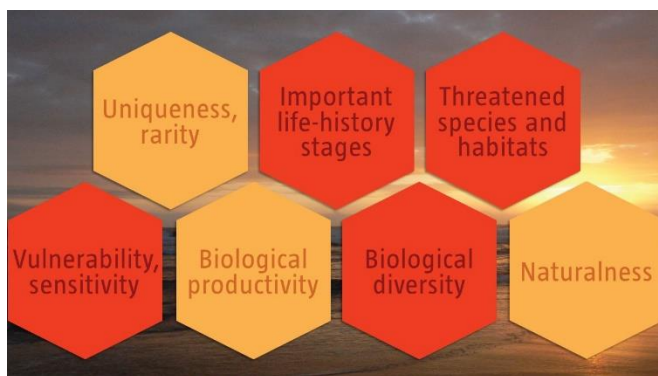 Uniqueness,
rarity
Important
life-history
stages
Threatened
species and
habitats
Vulnerability,
sensitivity
Biological
productivity
Biological
diversity
Naturalness